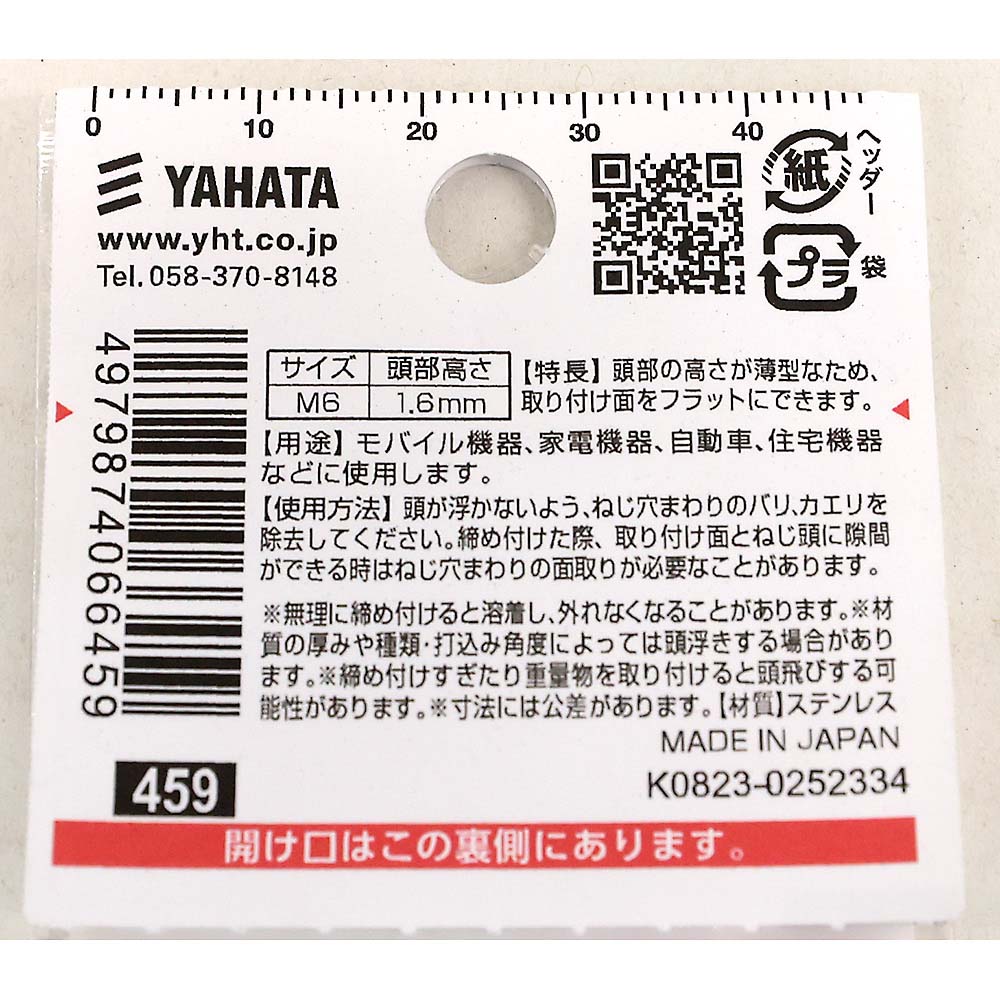 0 10 20 30 40
YAHATA
www.yht.co.jp
Tel. 058-370-8148
紙
ヘッダー
プラ
袋
4979874066459
サイズ 頭部高さ
M6 1.6mm
【特長】頭部の高さが薄型なため、
取り付け面をフラットにできます。
【用途】モバイル機器、家電機器、自動車、住宅機器
などに使用します。
【使用方法】頭が浮かないよう、ねじ穴まわりのバリ、カエリを
除去してください。締め付けた際、取り付け面とねじ頭に隙間
ができる時はねじ穴まわりの面取りが必要なことがあります。
※無理に締め付けると溶着し、外れなくなることがあります。※材
質の厚みや種類・打込み角度によっては頭浮きする場合があり
ます。※締め付けすぎたり重量物を取り付けると頭飛びする可
能性があります。※寸法には公差があります。【材質】ステンレス
MADE IN JAPAN
K0823-0252334
459
開け口はこの裏側にあります。